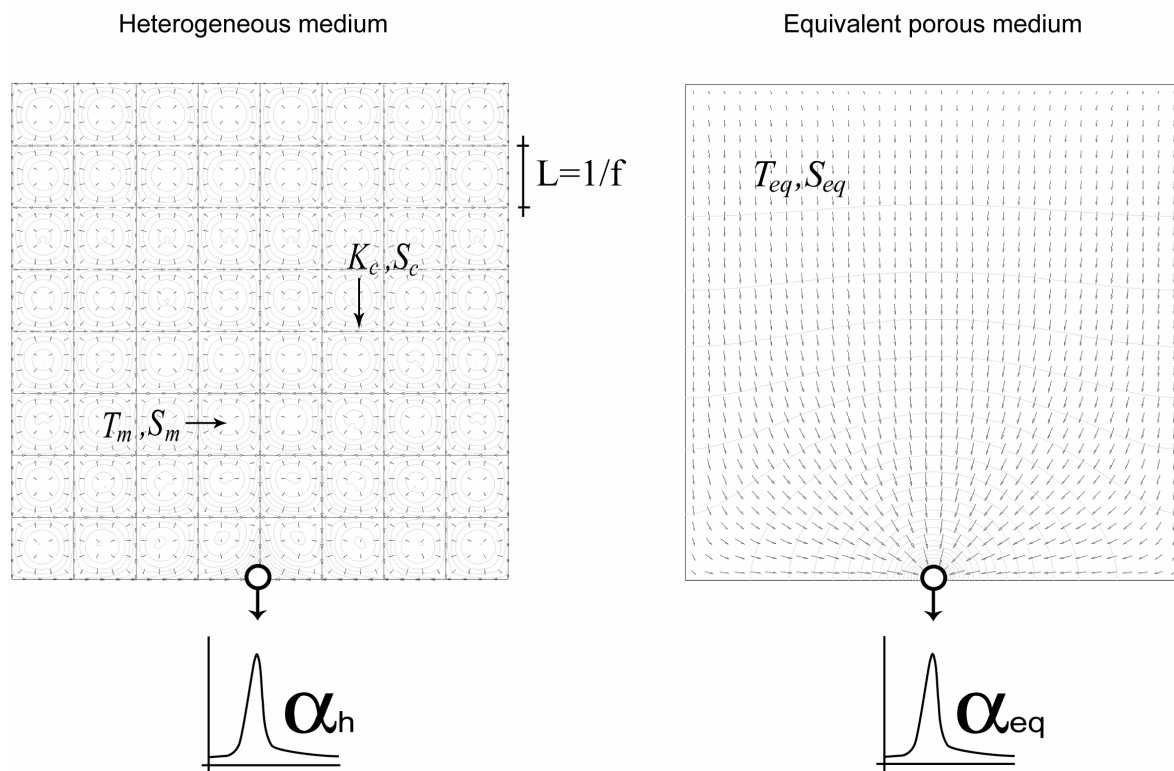 Heterogeneous medium
Equivalent porous medium
L=1/f
T_eq,S_eq
K_c,S_c
T_m,S_m
α_h
α_eq